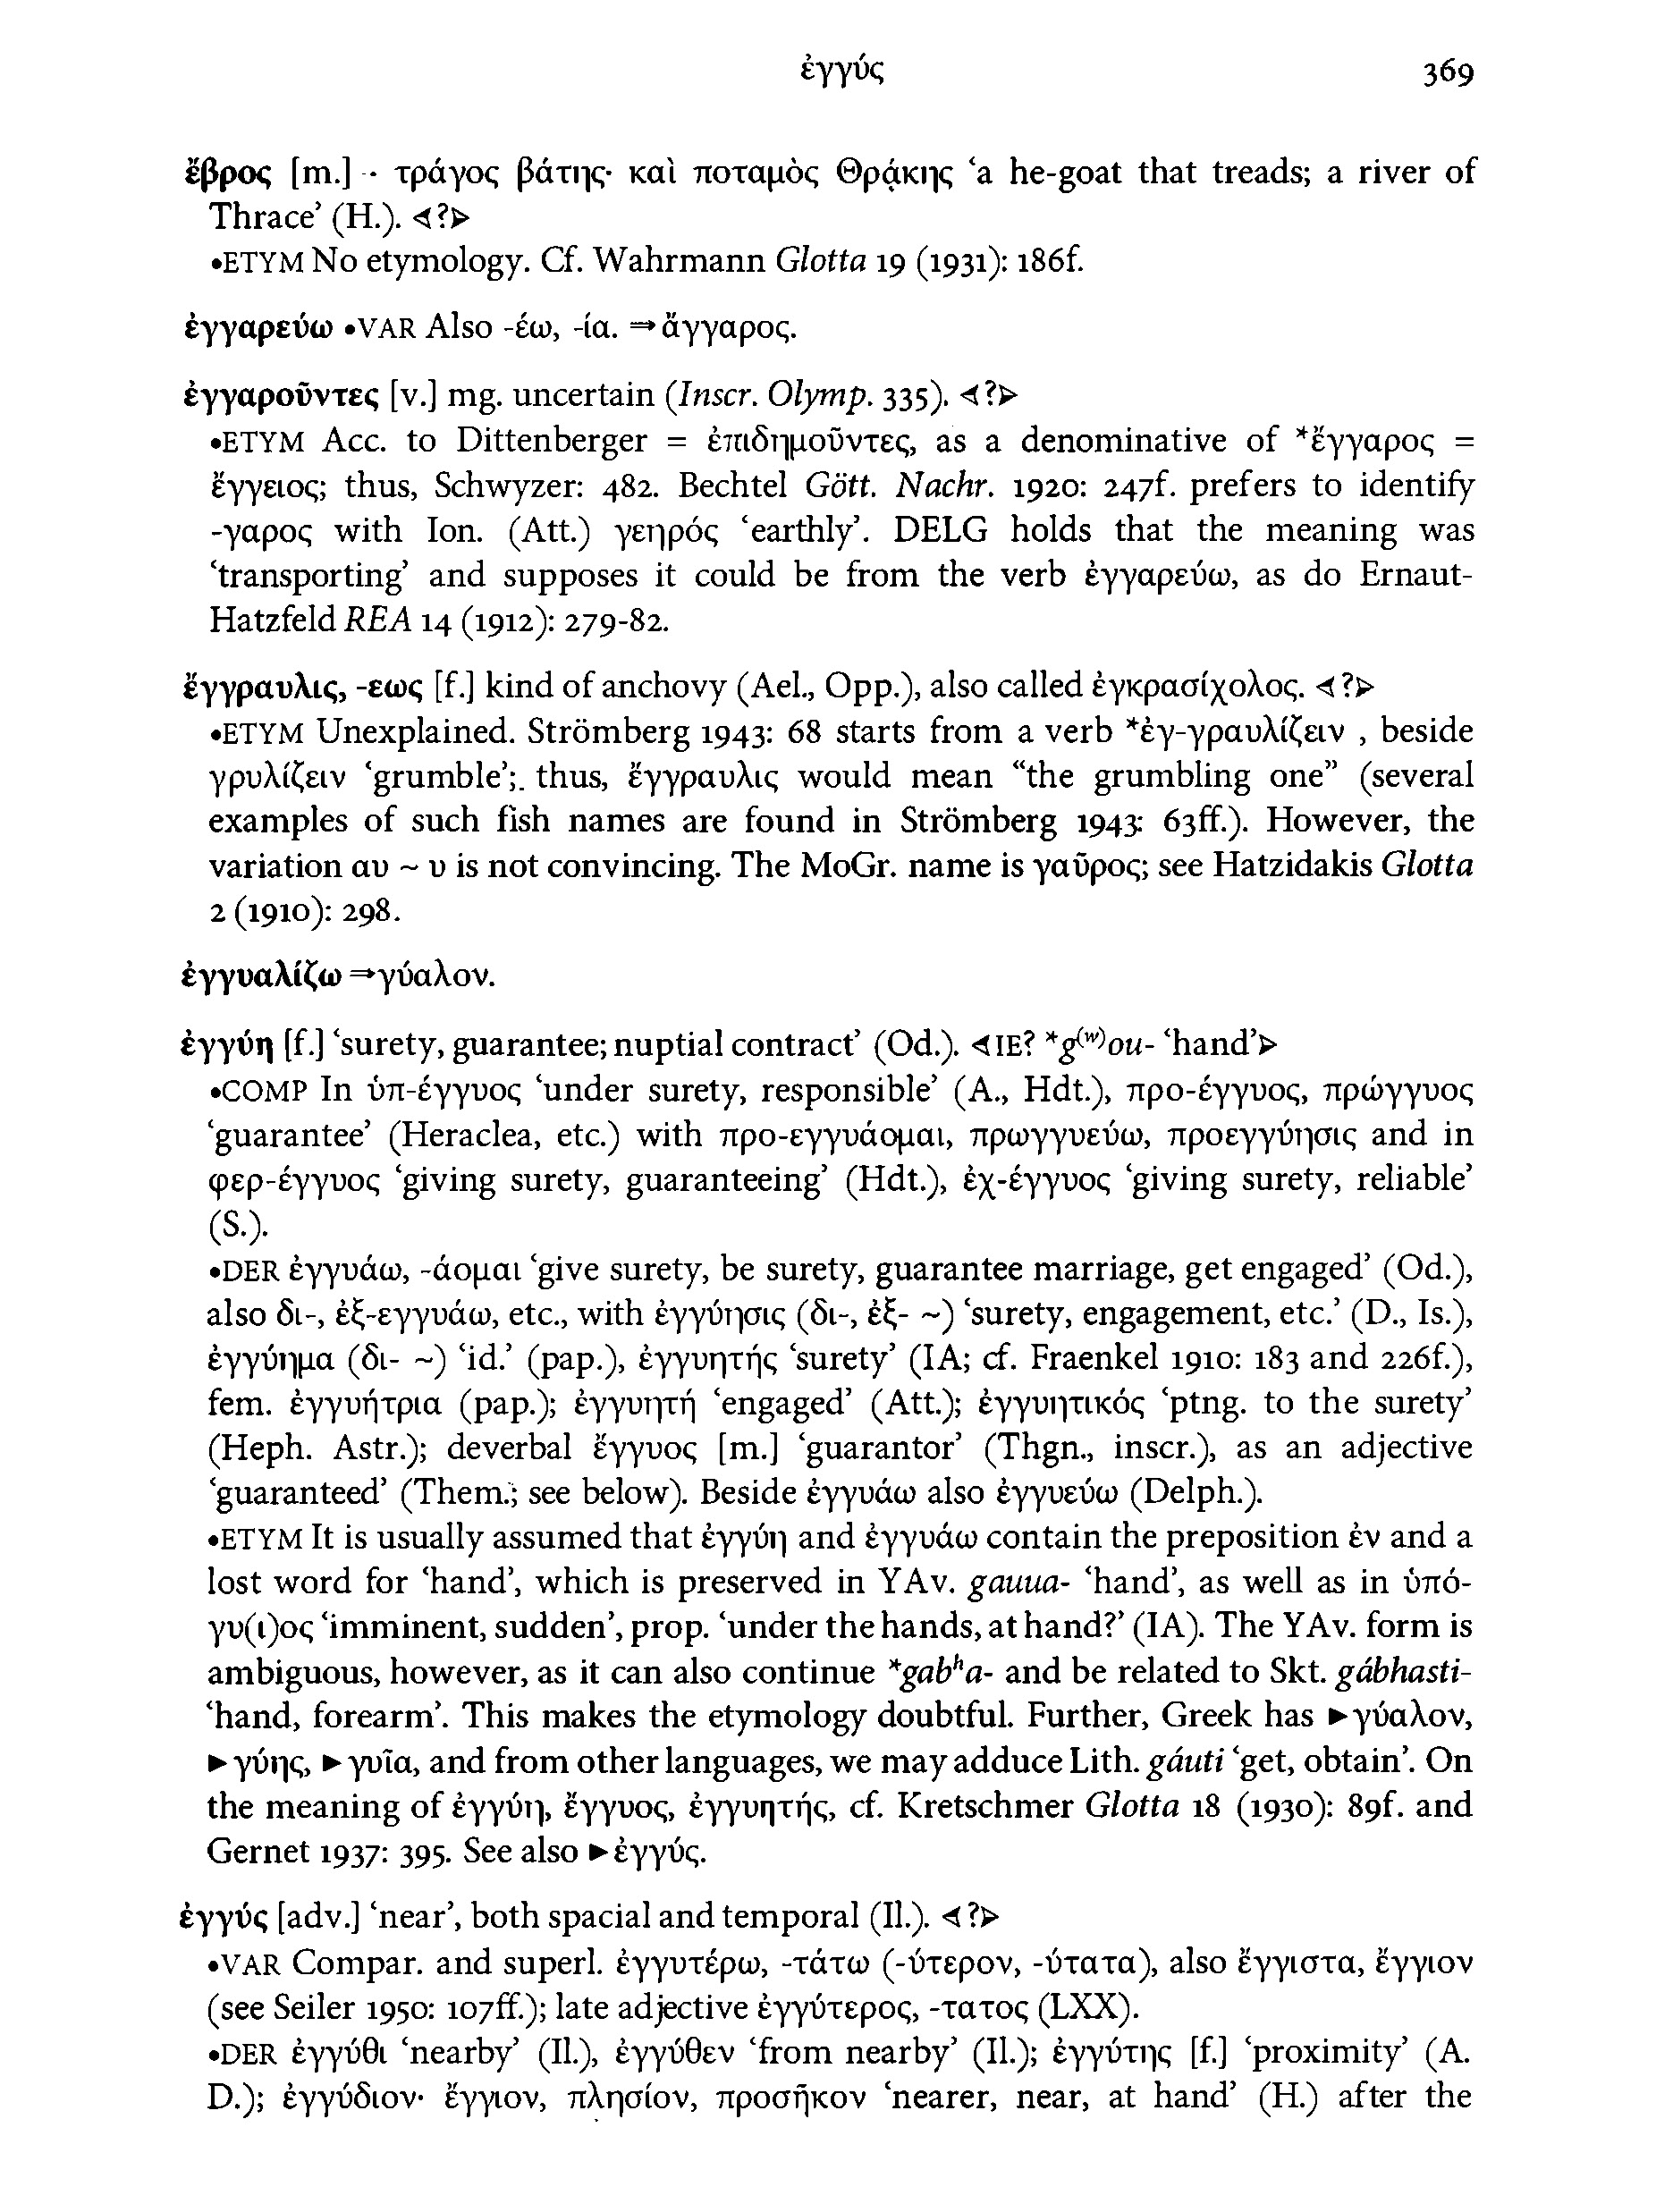 ἐγγύς 369
ἔβρος [m.] · τράγος βάτης· καὶ ποταμὸς Θρᾴκης ‘a he-goat that treads; a river of
Thrace’ (H.). ⊲?⊳
•ETYM No etymology. Cf. Wahrmann Glotta 19 (1931): 186f.
ἐγγαρεύω •VAR Also -έω, -ία. ⇒ἄγγαρος.
ἐγγαροῦντες [v.] mg. uncertain (Inscr. Olymp. 335). ⊲?⊳
•ETYM Acc. to Dittenberger = ἐπιδημοῦντες, as a denominative of *ἔγγαρος =
ἔγγειος; thus, Schwyzer: 482. Bechtel Gött. Nachr. 1920: 247f. prefers to identify
-γαρος with Ion. (Att.) γεηρός ‘earthly’. DELG holds that the meaning was
‘transporting’ and supposes it could be from the verb ἐγγαρεύω, as do Ernaut-
Hatzfeld REA 14 (1912): 279-82.
ἔγγραυλις, -εως [f.] kind of anchovy (Ael., Opp.), also called ἐγκρασίχολος. ⊲?⊳
•ETYM Unexplained. Strömberg 1943: 68 starts from a verb *ἐγ-γραυλίζειν , beside
γρυλίζειν ‘grumble’;. thus, ἔγγραυλις would mean “the grumbling one” (several
examples of such fish names are found in Strömberg 1943: 63ff.). However, the
variation αυ ~ υ is not convincing. The MoGr. name is γαῦρος; see Hatzidakis Glotta
2 (1910): 298.
ἐγγυαλίζω ⇒γύαλον.
ἐγγύη [f.] ‘surety, guarantee; nuptial contract’ (Od.). ⊲IE? *g⁽ʷ⁾ou- ‘hand’⊳
•COMP In ὑπ-έγγυος ‘under surety, responsible’ (A., Hdt.), προ-έγγυος, πρώγγυος
‘guarantee’ (Heraclea, etc.) with προ-εγγυάομαι, πρωγγυεύω, προεγγύησις and in
φερ-έγγυος ‘giving surety, guaranteeing’ (Hdt.), ἐχ-έγγυος ‘giving surety, reliable’
(S.).
•DER ἐγγυάω, -άομαι ‘give surety, be surety, guarantee marriage, get engaged’ (Od.),
also δι-, ἐξ-εγγυάω, etc., with ἐγγύησις (δι-, ἐξ- ~) ‘surety, engagement, etc.’ (D., Is.),
ἐγγύημα (δι- ~) ‘id.’ (pap.), ἐγγυητής ‘surety’ (IA; cf. Fraenkel 1910: 183 and 226f.),
fem. ἐγγυήτρια (pap.); ἐγγυητή ‘engaged’ (Att.); ἐγγυητικός ‘ptng. to the surety’
(Heph. Astr.); deverbal ἔγγυος [m.] ‘guarantor’ (Thgn., inscr.), as an adjective
‘guaranteed’ (Them.; see below). Beside ἐγγυάω also ἐγγυεύω (Delph.).
•ETYM It is usually assumed that ἐγγύη and ἐγγυάω contain the preposition ἐν and a
lost word for ‘hand’, which is preserved in YAv. gauua- ‘hand’, as well as in ὑπό-
γυ(ι)ος ‘imminent, sudden’, prop. ‘under the hands, at hand?’ (IA). The YAv. form is
ambiguous, however, as it can also continue *gabʰa- and be related to Skt. gábhasti-
‘hand, forearm’. This makes the etymology doubtful. Further, Greek has ►γύαλον,
►γύης, ►γυῖα, and from other languages, we may adduce Lith. gáuti ‘get, obtain’. On
the meaning of ἐγγύη, ἔγγυος, ἐγγυητής, cf. Kretschmer Glotta 18 (1930): 89f. and
Gernet 1937: 395. See also ►ἐγγύς.
ἐγγύς [adv.] ‘near’, both spacial and temporal (Il.). ⊲?⊳
•VAR Compar. and superl. ἐγγυτέρω, -τάτω (-ύτερον, -ύτατα), also ἔγγιστα, ἔγγιον
(see Seiler 1950: 107ff.); late adjective ἐγγύτερος, -τατος (LXX).
•DER ἐγγύθι ‘nearby’ (Il.), ἐγγύθεν ‘from nearby’ (Il.); ἐγγύτης [f.] ‘proximity’ (A.
D.); ἐγγύδιον· ἔγγιον, πλησίον, προσῆκον ‘nearer, near, at hand’ (H.) after the